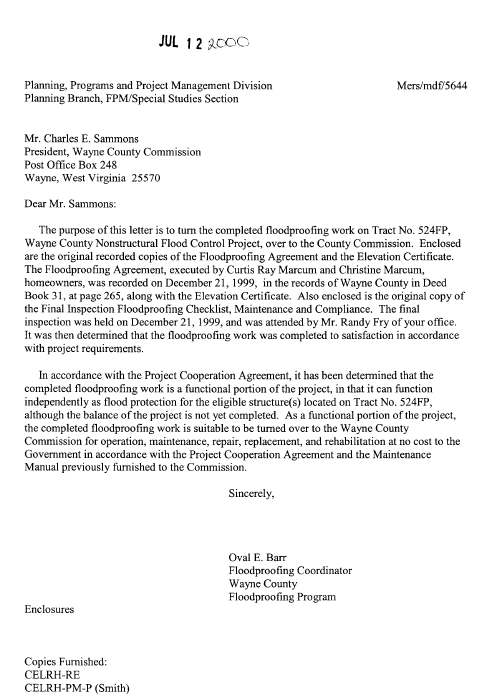 JUL 12 2000
Planning, Programs and Project Management Division Mers/mdf/5644
Planning Branch, FPM/Special Studies Section
Mr. Charles E. Sammons
President, Wayne County Commission
Post Office Box 248
Wayne, West Virginia 25570
Dear Mr. Sammons:
The purpose of this letter is to turn the completed floodproofing work on Tract No. 524FP,
Wayne County Nonstructural Flood Control Project, over to the County Commission. Enclosed
are the original recorded copies of the Floodproofing Agreement and the Elevation Certificate.
The Floodproofing Agreement, executed by Curtis Ray Marcum and Christine Marcum,
homeowners, was recorded on December 21, 1999, in the records of Wayne County in Deed
Book 31, at page 265, along with the Elevation Certificate. Also enclosed is the original copy of
the Final Inspection Floodproofing Checklist, Maintenance and Compliance. The final
inspection was held on December 21, 1999, and was attended by Mr. Randy Fry of your office.
It was then determined that the floodproofing work was completed to satisfaction in accordance
with project requirements.
In accordance with the Project Cooperation Agreement, it has been determined that the
completed floodproofing work is a functional portion of the project, in that it can function
independently as flood protection for the eligible structure(s) located on Tract No. 524FP,
although the balance of the project is not yet completed. As a functional portion of the project,
the completed floodproofing work is suitable to be turned over to the Wayne County
Commission for operation, maintenance, repair, replacement, and rehabilitation at no cost to the
Government in accordance with the Project Cooperation Agreement and the Maintenance
Manual previously furnished to the Commission.
Sincerely,
Oval E. Barr
Floodproofing Coordinator
Wayne County
Floodproofing Program
Enclosures
Copies Furnished:
CELRH-RE
CELRH-PM-P (Smith)